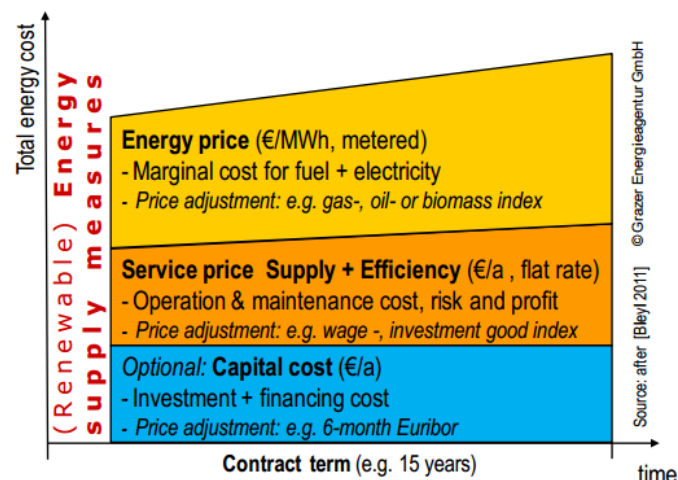 Total energy cost
(Renewable) Energy
supply measures
Energy price (€/MWh, metered)
- Marginal cost for fuel + electricity
- Price adjustment: e.g. gas-, oil- or biomass index
Service price Supply + Efficiency (€/a , flat rate)
- Operation & maintenance cost, risk and profit
- Price adjustment: e.g. wage -, investment good index
Optional: Capital cost (€/a)
- Investment + financing cost
- Price adjustment: e.g. 6-month Euribor
Contract term (e.g. 15 years)
time
Source: after [Bleyl 2011] © Grazer Energieagentur GmbH